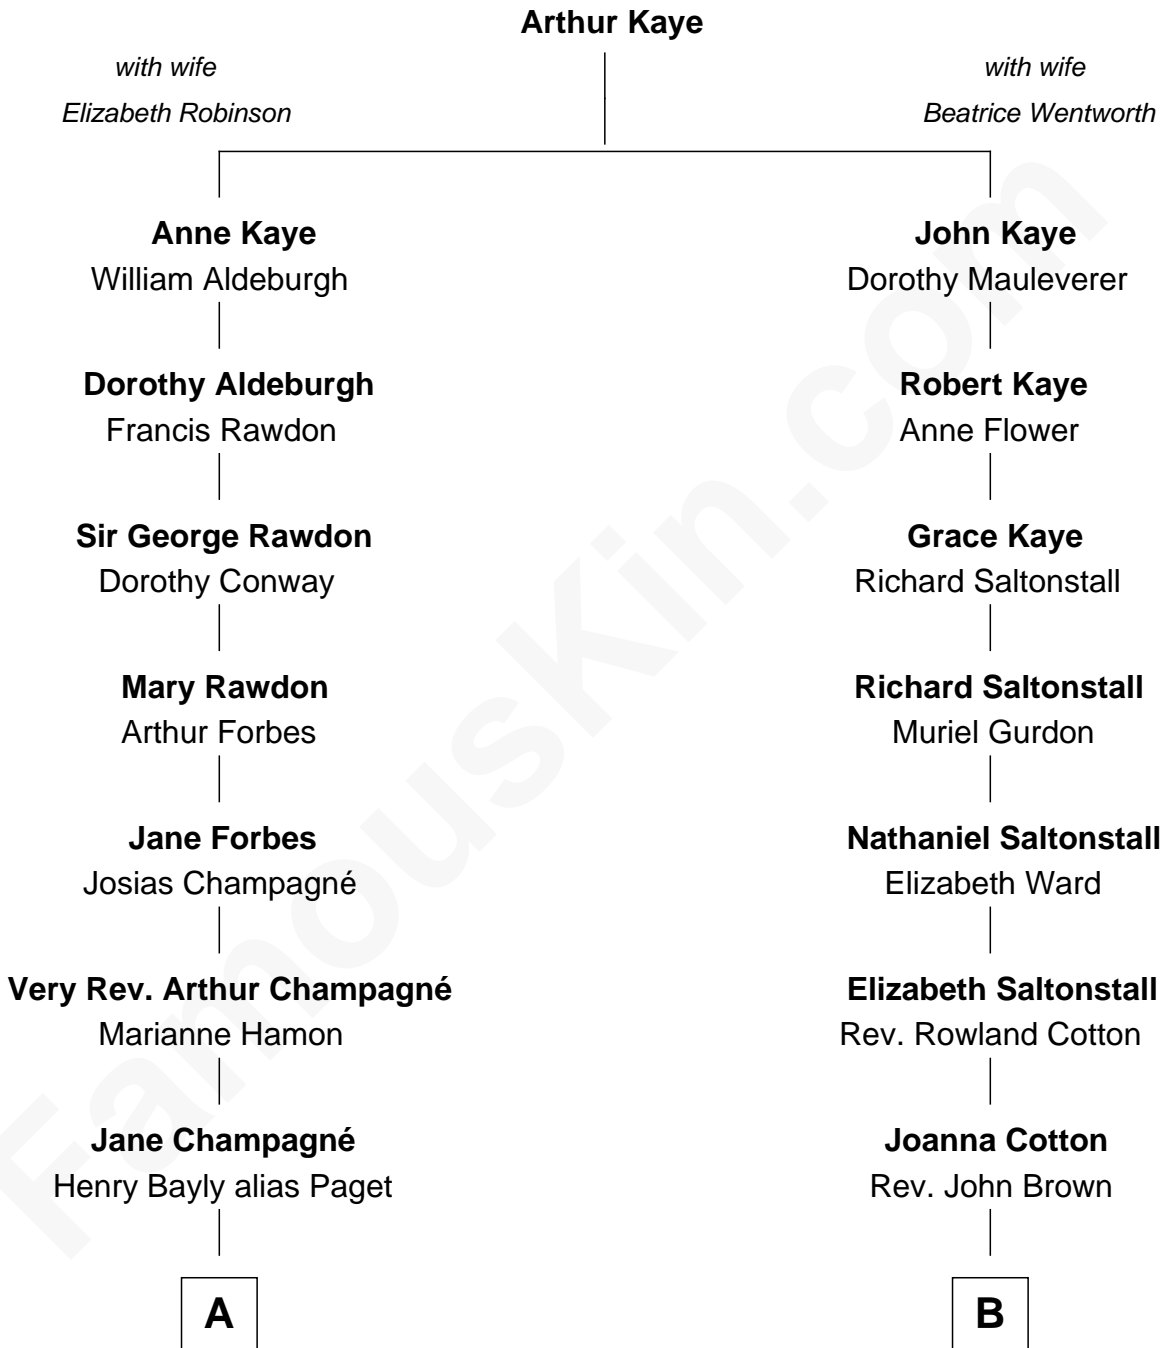 Arthur Kaye
with wife
Elizabeth Robinson
with wife
Beatrice Wentworth
Anne Kaye
William Aldeburgh
John Kaye
Dorothy Mauleverer
Dorothy Aldeburgh
Francis Rawdon
Robert Kaye
Anne Flower
Sir George Rawdon
Dorothy Conway
Grace Kaye
Richard Saltonstall
Mary Rawdon
Arthur Forbes
Richard Saltonstall
Muriel Gurdon
Jane Forbes
Josias Champagné
Nathaniel Saltonstall
Elizabeth Ward
Very Rev. Arthur Champagné
Marianne Hamon
Elizabeth Saltonstall
Rev. Rowland Cotton
Jane Champagné
Henry Bayly alias Paget
Joanna Cotton
Rev. John Brown
A
B
FamousKin.com